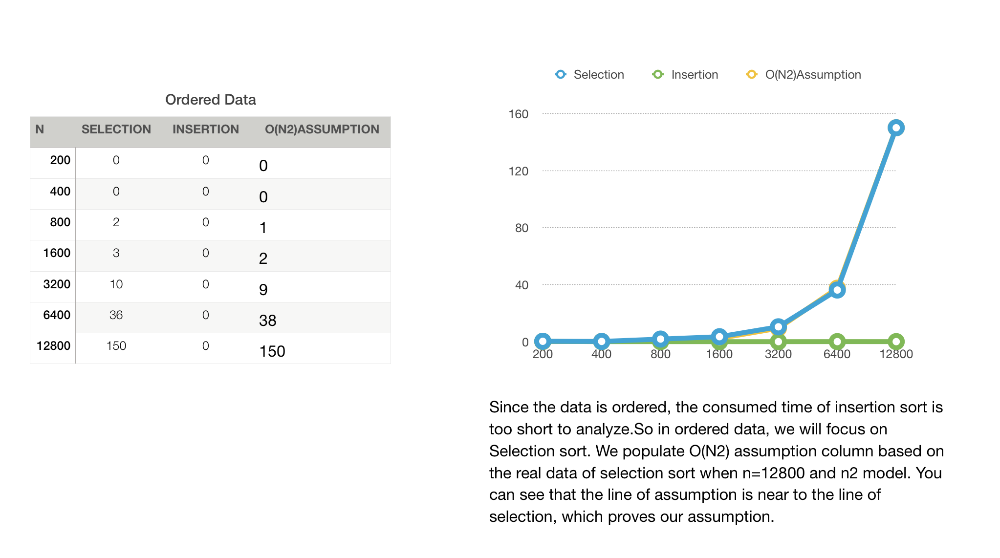 Ordered Data
N SELECTION INSERTION O(N2)ASSUMPTION
200 0 0 0
400 0 0 0
800 2 0 1
1600 3 0 2
3200 10 0 9
6400 36 0 38
12800 150 0 150
Selection Insertion O(N2)Assumption
160
120
80
40
0
200 400 800 1600 3200 6400 12800
Since the data is ordered, the consumed time of insertion sort is
too short to analyze.So in ordered data, we will focus on
Selection sort. We populate O(N2) assumption column based on
the real data of selection sort when n=12800 and n2 model. You
can see that the line of assumption is near to the line of
selection, which proves our assumption.